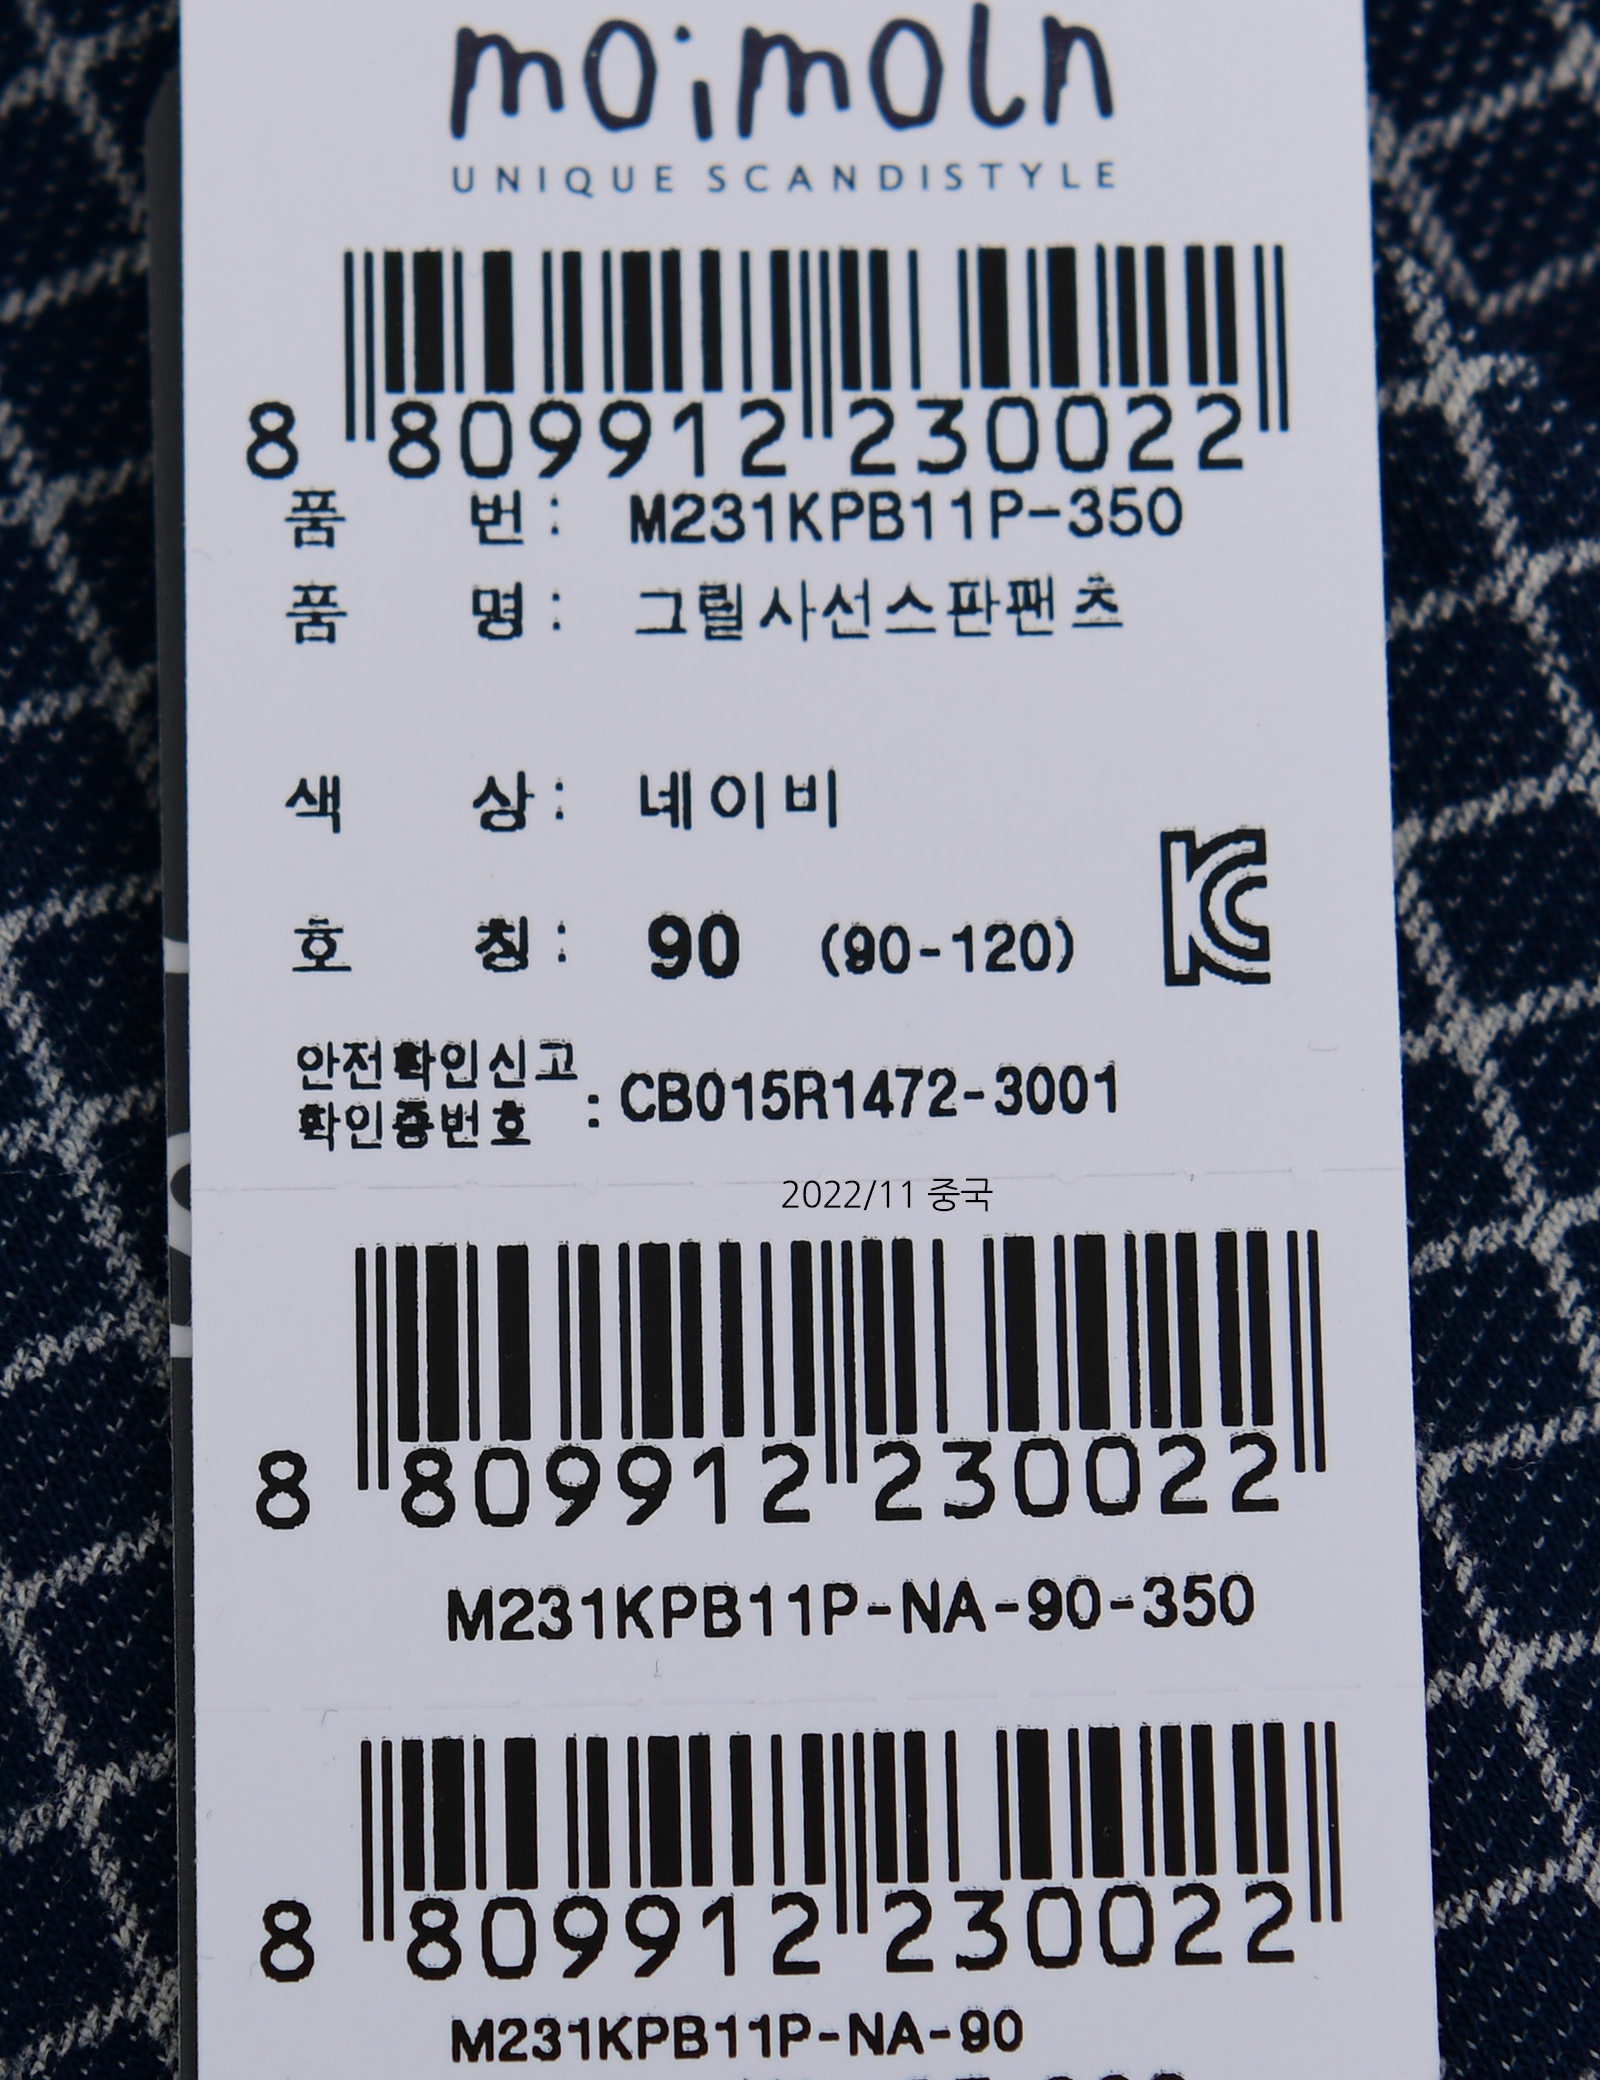 moimoln
UNIQUE SCANDISTYLE
8 809912 230022
품 번 : M231KPB11P-350
품 명 : 그릴사선스판팬츠
색 상 : 네이비
호 칭 : 90 (90-120)
KC
안전확인신고
확인증번호 : CB015R1472-3001
2022/11 중국
8 809912 230022
M231KPB11P-NA-90-350
8 809912 230022
M231KPB11P-NA-90